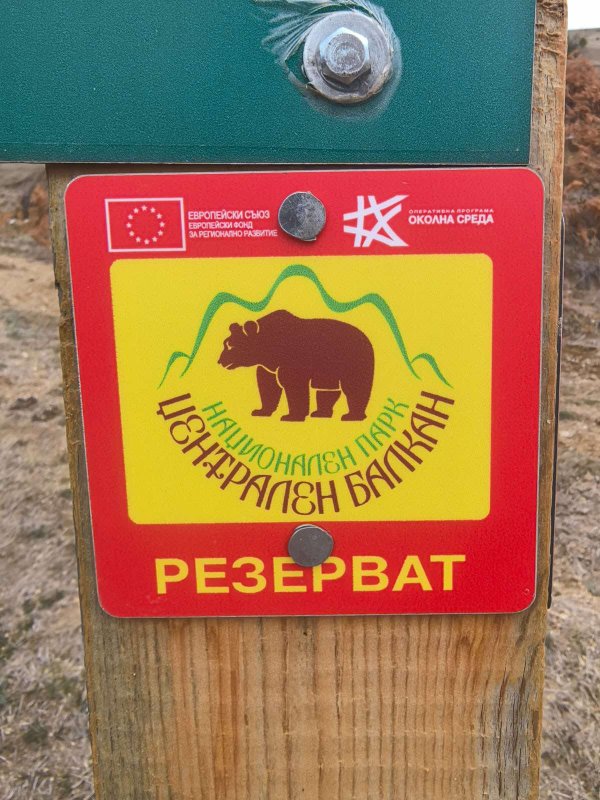 ЕВРОПЕЙСКИ СЪЮЗ
ЕВРОПЕЙСКИ ФОНД
ЗА РЕГИОНАЛНО РАЗВИТИЕ
ОПЕРАТИВНА ПРОГРАМА
ОКОЛНА СРЕДА
НАЦИОНАЛЕН ПАРК
ЦЕНТРАЛЕН БАЛКАН
РЕЗЕРВАТ